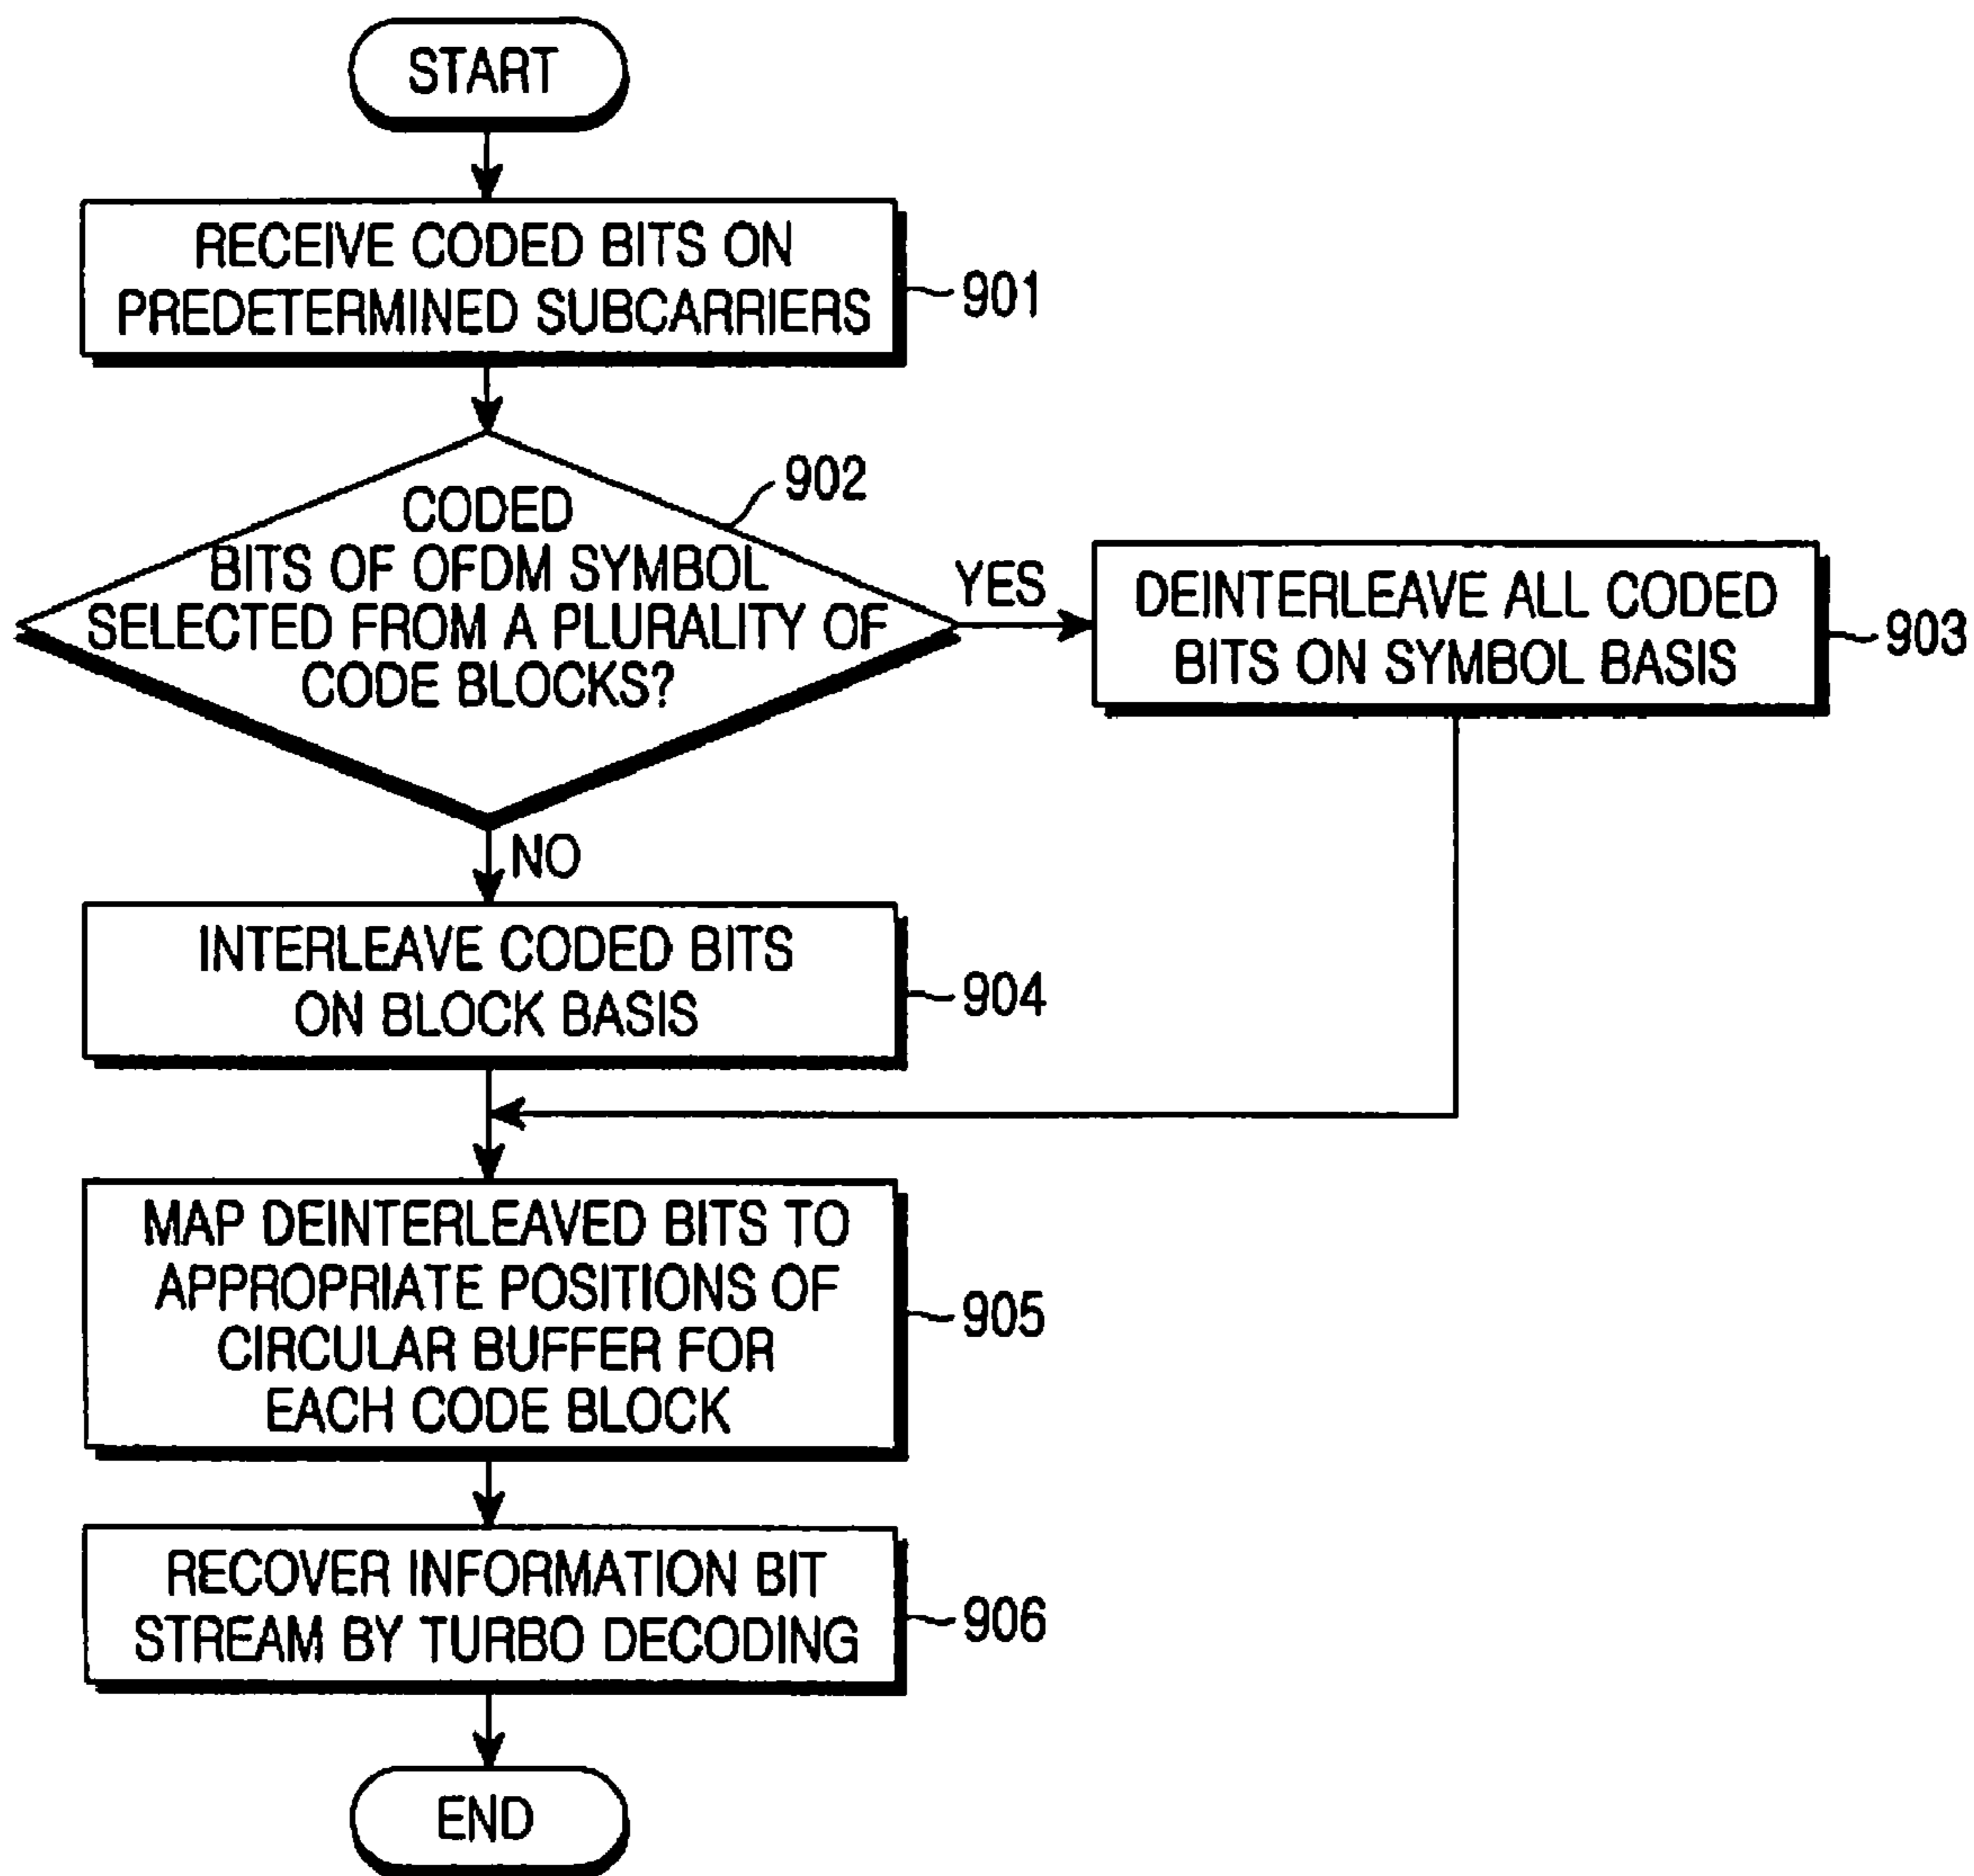 START
RECEIVE CODED BITS ON
PREDETERMINED SUBCARRIERS
901
902
CODED
BITS OF OFDM SYMBOL
SELECTED FROM A PLURALITY OF
CODE BLOCKS?
YES
DEINTERLEAVE ALL CODED
BITS ON SYMBOL BASIS
903
NO
INTERLEAVE CODED BITS
ON BLOCK BASIS
904
MAP DEINTERLEAVED BITS TO
APPROPRIATE POSITIONS OF
CIRCULAR BUFFER FOR
EACH CODE BLOCK
905
RECOVER INFORMATION BIT
STREAM BY TURBO DECODING
906
END